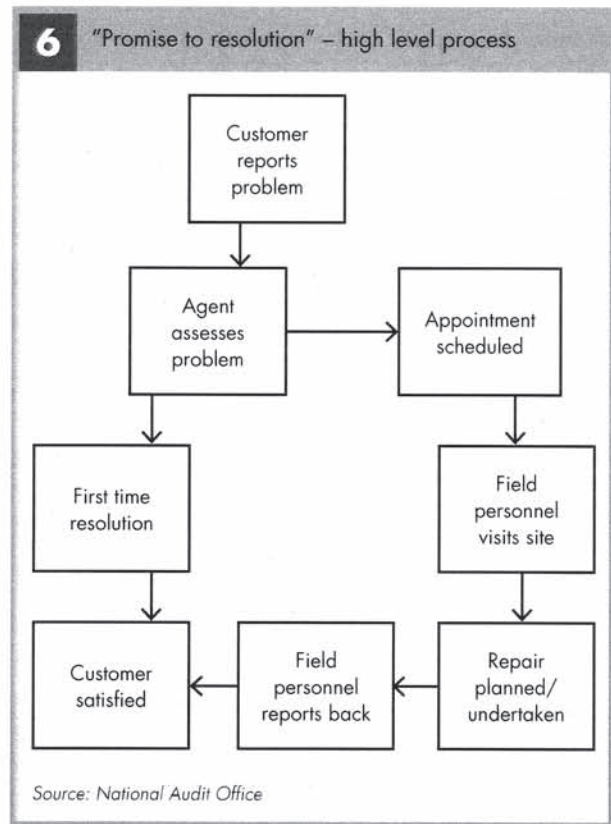 6 "Promise to resolution" – high level process
Customer
reports
problem
Agent
assesses
problem
Appointment
scheduled
First time
resolution
Field
personnel
visits site
Customer
satisfied
Field
personnel
reports back
Repair
planned/
undertaken
Source: National Audit Office